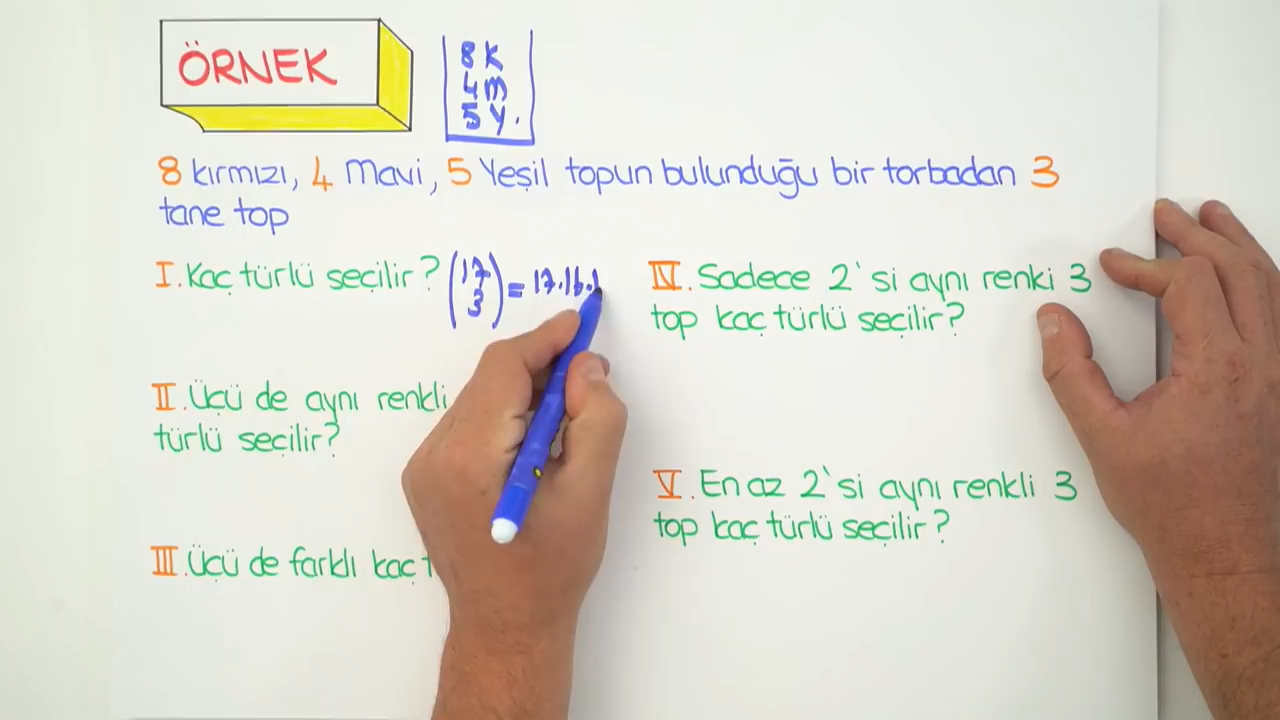 ÖRNEK
8 K
4 m
5 Y.
8 kırmızı, 4 mavi, 5 Yeşil topun bulunduğu bir torbadan 3
tane top
I. Kaç türlü seçilir? (17 3) = 17.16.1
II. Üçü de aynı renkli
türlü seçilir?
III. Üçü de farklı kaç t
IV. Sadece 2'si aynı renki 3
top kaç türlü seçilir?
V. En az 2'si aynı renkli 3
top kaç türlü seçilir?